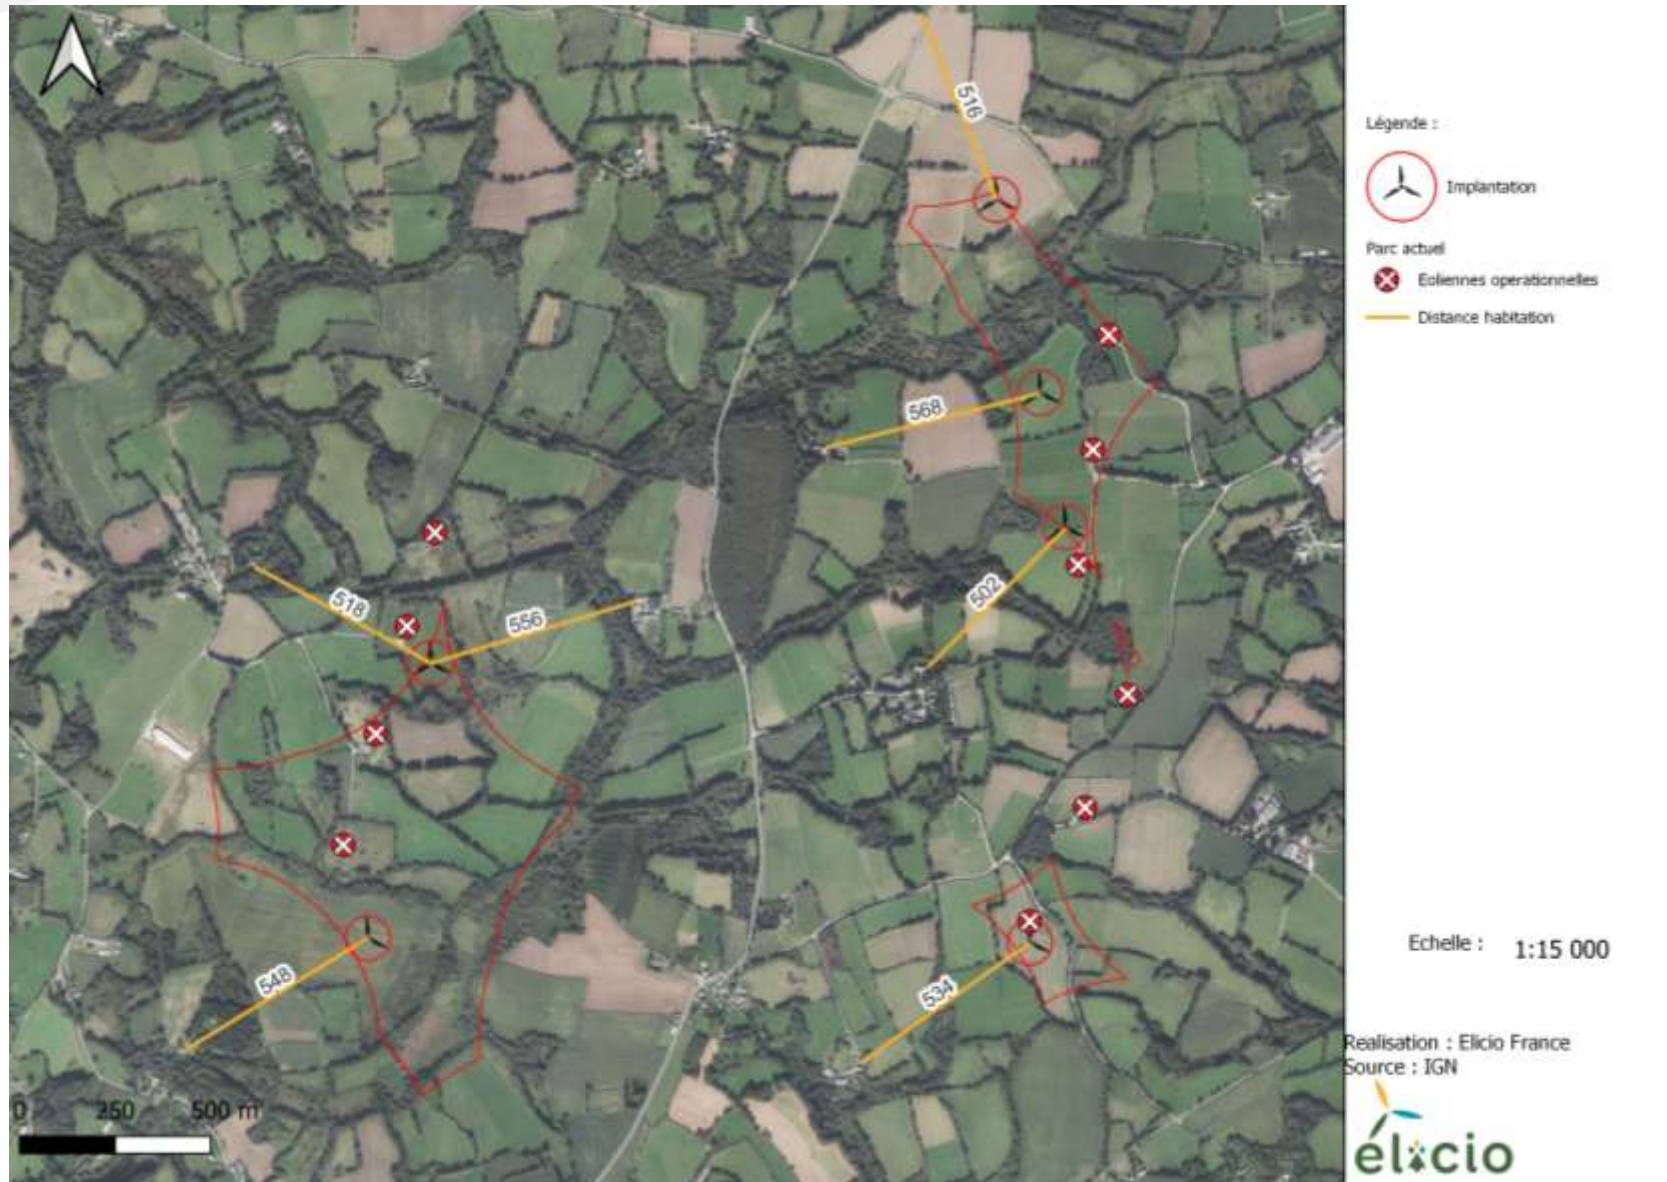 516
Légende :
Implantation
Parc actuel
Eoliennes operationnelles
Distance habitation
568
502
518
556
548
534
Echelle : 1:15 000
Realisation : Elicio France
Source : IGN
0 250 500 m
elicio